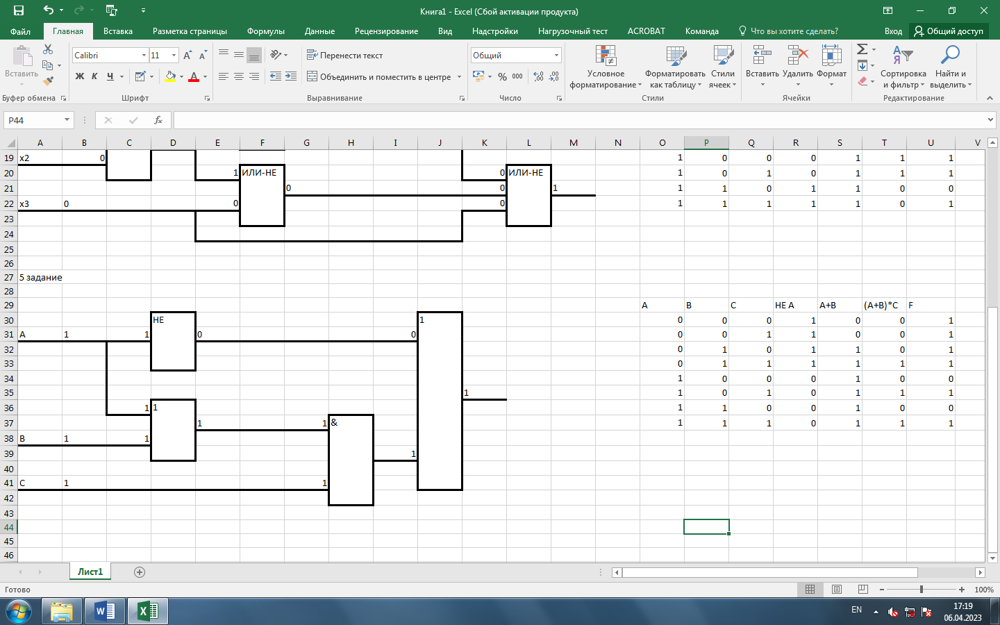 Книга1 - Excel (Сбой активации продукта)
Файл Главная Вставка Разметка страницы Формулы Данные Рецензирование Вид Надстройки Нагрузочный тест ACROBAT Команда Что вы хотите сделать? Вход Общий доступ
Вставить
Calibri 11
Ж К Ч А
Перенести текст
Объединить и поместить в центре
Общий
% 000
Условное форматирование
Форматировать как таблицу
Стили ячеек
Вставить Удалить Формат
Сортировка и фильтр
Найти и выделить
Буфер обмена Шрифт Выравнивание Число Стили Ячейки Редактирование
P44 fx
A B C D E F G H I J K L M N O P Q R S T U V
19 x2 0 1 0 0 0 1 1 1
20 1 ИЛИ-НЕ 0 ИЛИ-НЕ 1 0 1 0 1 1 1
21 0 0 1 1 1 0 1 1 0 0
22 x3 0 0 0 1 1 1 1 1 0 1
23
24
25
26
27 5 задание
28
29 A B C НЕ А A+B (A+B)*C F
30 НЕ 1 0 0 0 1 0 0 1
31 A 1 1 0 0 0 0 1 1 0 0 1
32 0 1 0 1 1 0 1
33 0 1 1 1 1 1 1
34 1 0 0 0 1 0 0
35 1 1 0 1 0 1 1 1
36 1 1 1 1 0 0 1 0 0
37 1 1 & 1 1 1 0 1 1 1
38 B 1 1
39 1
40
41 C 1 1
42
43
44
45
46
Лист1
Готово 100%
EN 17:19
06.04.2023